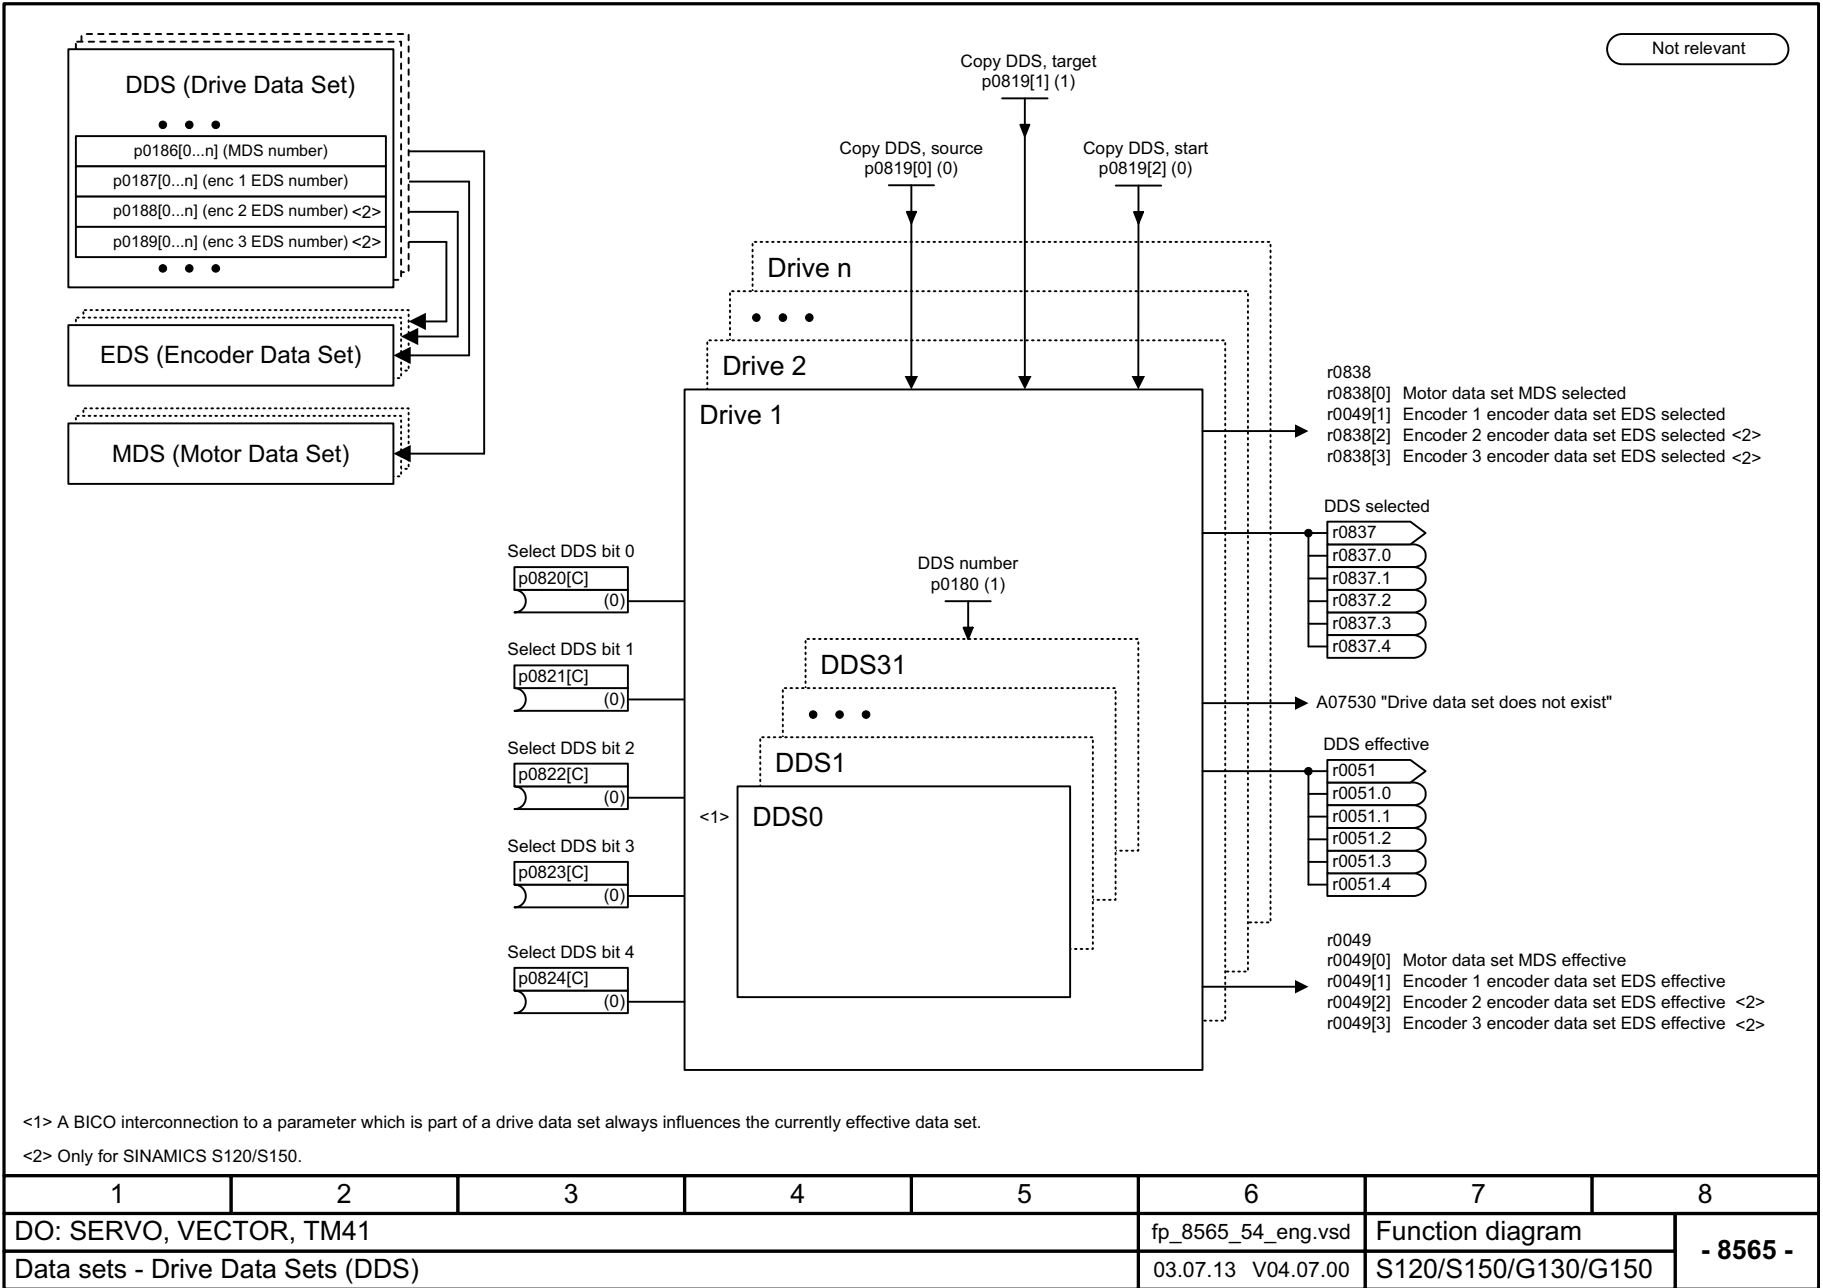 Not relevant
DDS (Drive Data Set)
p0186[0...n] (MDS number)
p0187[0...n] (enc 1 EDS number)
p0188[0...n] (enc 2 EDS number) <2>
p0189[0...n] (enc 3 EDS number) <2>
EDS (Encoder Data Set)
MDS (Motor Data Set)
Copy DDS, target
p0819[1] (1)
Copy DDS, source
p0819[0] (0)
Copy DDS, start
p0819[2] (0)
Drive n
Drive 2
Drive 1
Select DDS bit 0
p0820[C]
(0)
Select DDS bit 1
p0821[C]
(0)
Select DDS bit 2
p0822[C]
(0)
Select DDS bit 3
p0823[C]
(0)
Select DDS bit 4
p0824[C]
(0)
DDS number
p0180 (1)
DDS31
DDS1
<1>
DDS0
r0838
r0838[0] Motor data set MDS selected
r0049[1] Encoder 1 encoder data set EDS selected
r0838[2] Encoder 2 encoder data set EDS selected <2>
r0838[3] Encoder 3 encoder data set EDS selected <2>
DDS selected
r0837
r0837.0
r0837.1
r0837.2
r0837.3
r0837.4
A07530 "Drive data set does not exist"
DDS effective
r0051
r0051.0
r0051.1
r0051.2
r0051.3
r0051.4
r0049
r0049[0] Motor data set MDS effective
r0049[1] Encoder 1 encoder data set EDS effective
r0049[2] Encoder 2 encoder data set EDS effective <2>
r0049[3] Encoder 3 encoder data set EDS effective <2>
<1> A BICO interconnection to a parameter which is part of a drive data set always influences the currently effective data set.
<2> Only for SINAMICS S120/S150.
1 2 3 4 5 6 7 8
DO: SERVO, VECTOR, TM41
fp_8565_54_eng.vsd
Function diagram
- 8565 -
Data sets - Drive Data Sets (DDS)
03.07.13 V04.07.00
S120/S150/G130/G150